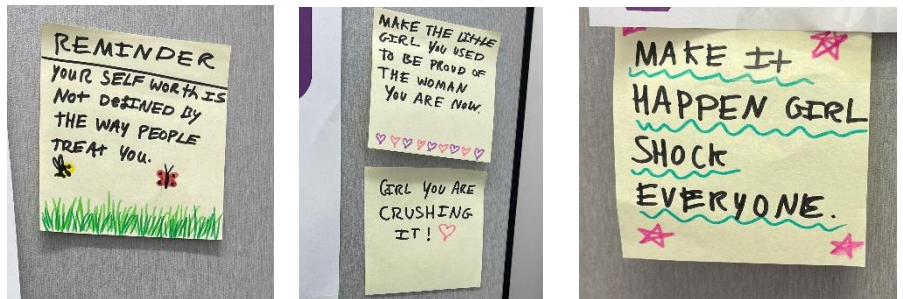 REMINDER
YOUR SELF WORTH IS
NOT DEFINED BY
THE WAY PEOPLE
TREAT YOU.
MAKE THE LITTLE
GIRL YOU USED
TO BE PROUD OF
THE WOMAN
YOU ARE NOW.
GIRL YOU ARE
CRUSHING
IT!
MAKE It
HAPPEN GIRL
SHOCK
EVERYONE.